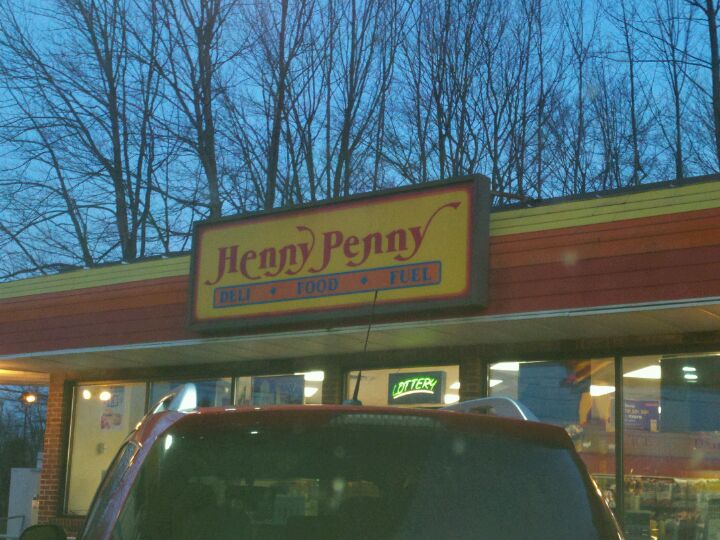 Henny Penny
DELI • FOOD • FUEL
LOTTERY